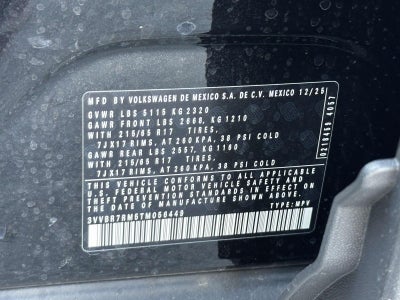 MFD BY VOLKSWAGEN DE MEXICO S.A. DE C.V. MEXICO 12/25
GVWR LBS 5115 KG 2320
GAWR FRONT LBS 2668, KG 1210
WITH 215/65 R17 TIRES,
7JX17 RIMS, AT 260 KPA, 38 PSI COLD
GAWR REAR LBS 2557, KG 1160
WITH 215/65 R17 TIRES,
7JX17 RIMS, AT 260 KPA, 38 PSI COLD
THIS VEHICLE CONFORMS TO ALL APPLICABLE
U.S. FEDERAL MOTOR VEHICLE SAFETY
STANDARDS IN EFFECT ON THE
DATE OF MANUFACTURE SHOWN ABOVE.
TYPE: MPV